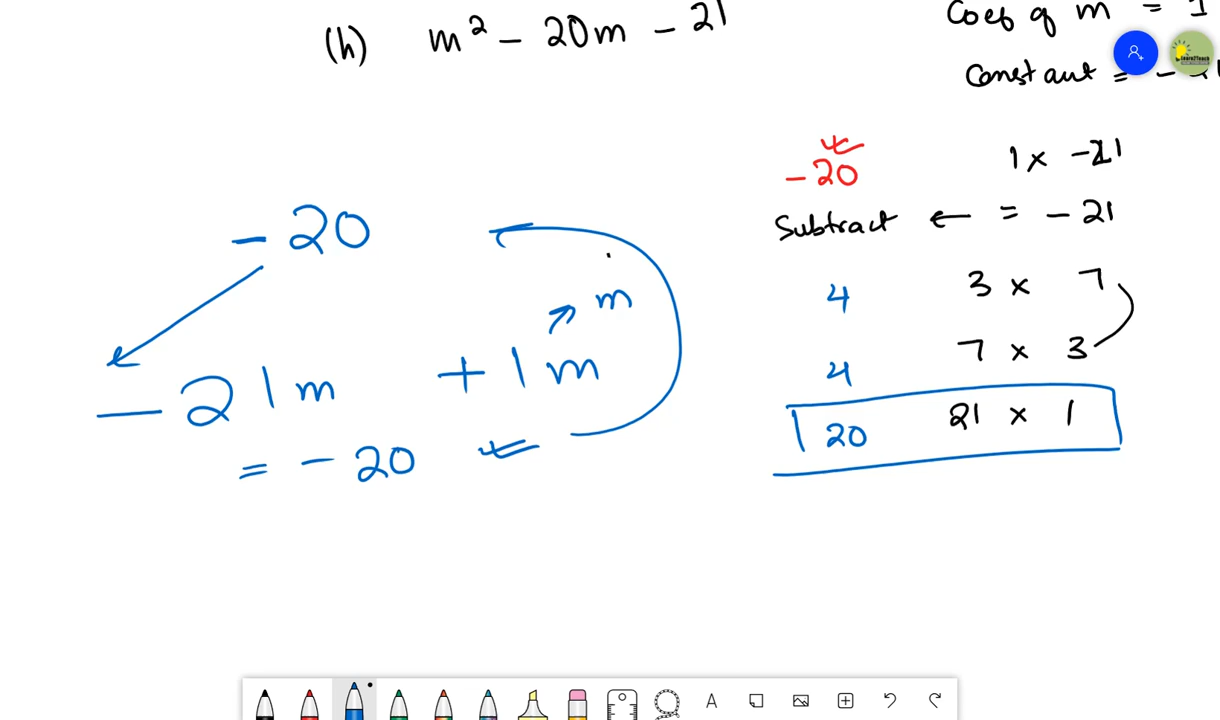 (h) m² - 20m - 21
Coef of m = 1
Constant = - 21
-20
1 x -21
Subtract ← = - 21
-20
4 3 x 7
m
4 7 x 3
- 21m + 1m
20 21 x 1
= - 20